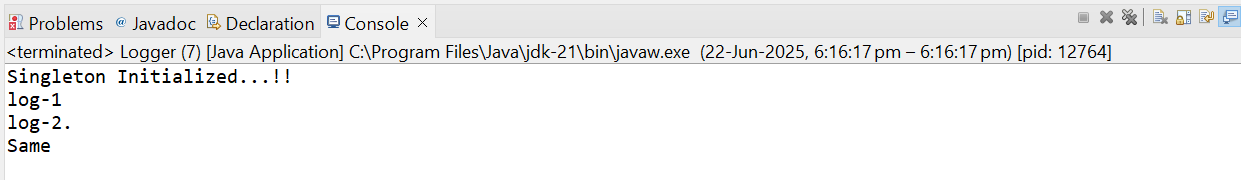 Problems @ Javadoc Declaration Console
<terminated> Logger (7) [Java Application] C:\Program Files\Java\jdk-21\bin\javaw.exe (22-Jun-2025, 6:16:17 pm – 6:16:17 pm) [pid: 12764]
Singleton Initialized...!!
log-1
log-2.
Same